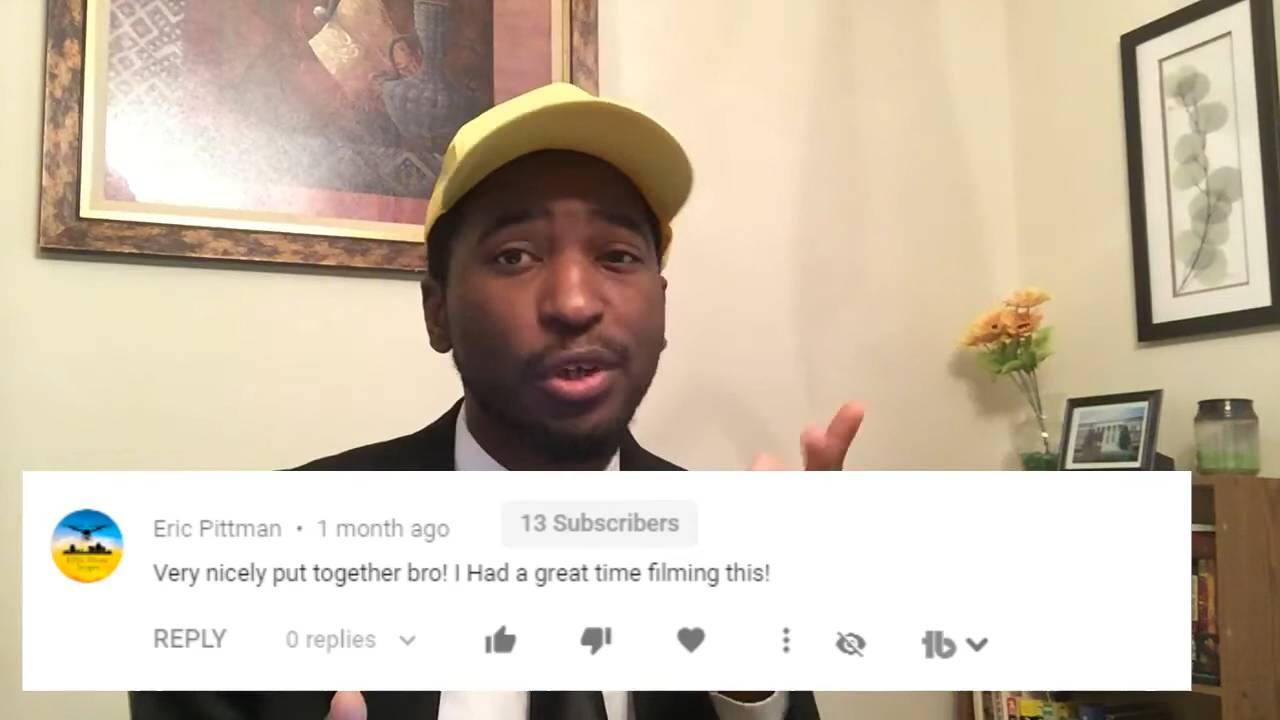 Eric Pittman • 1 month ago 13 Subscribers
Very nicely put together bro! I Had a great time filming this!
REPLY 0 replies